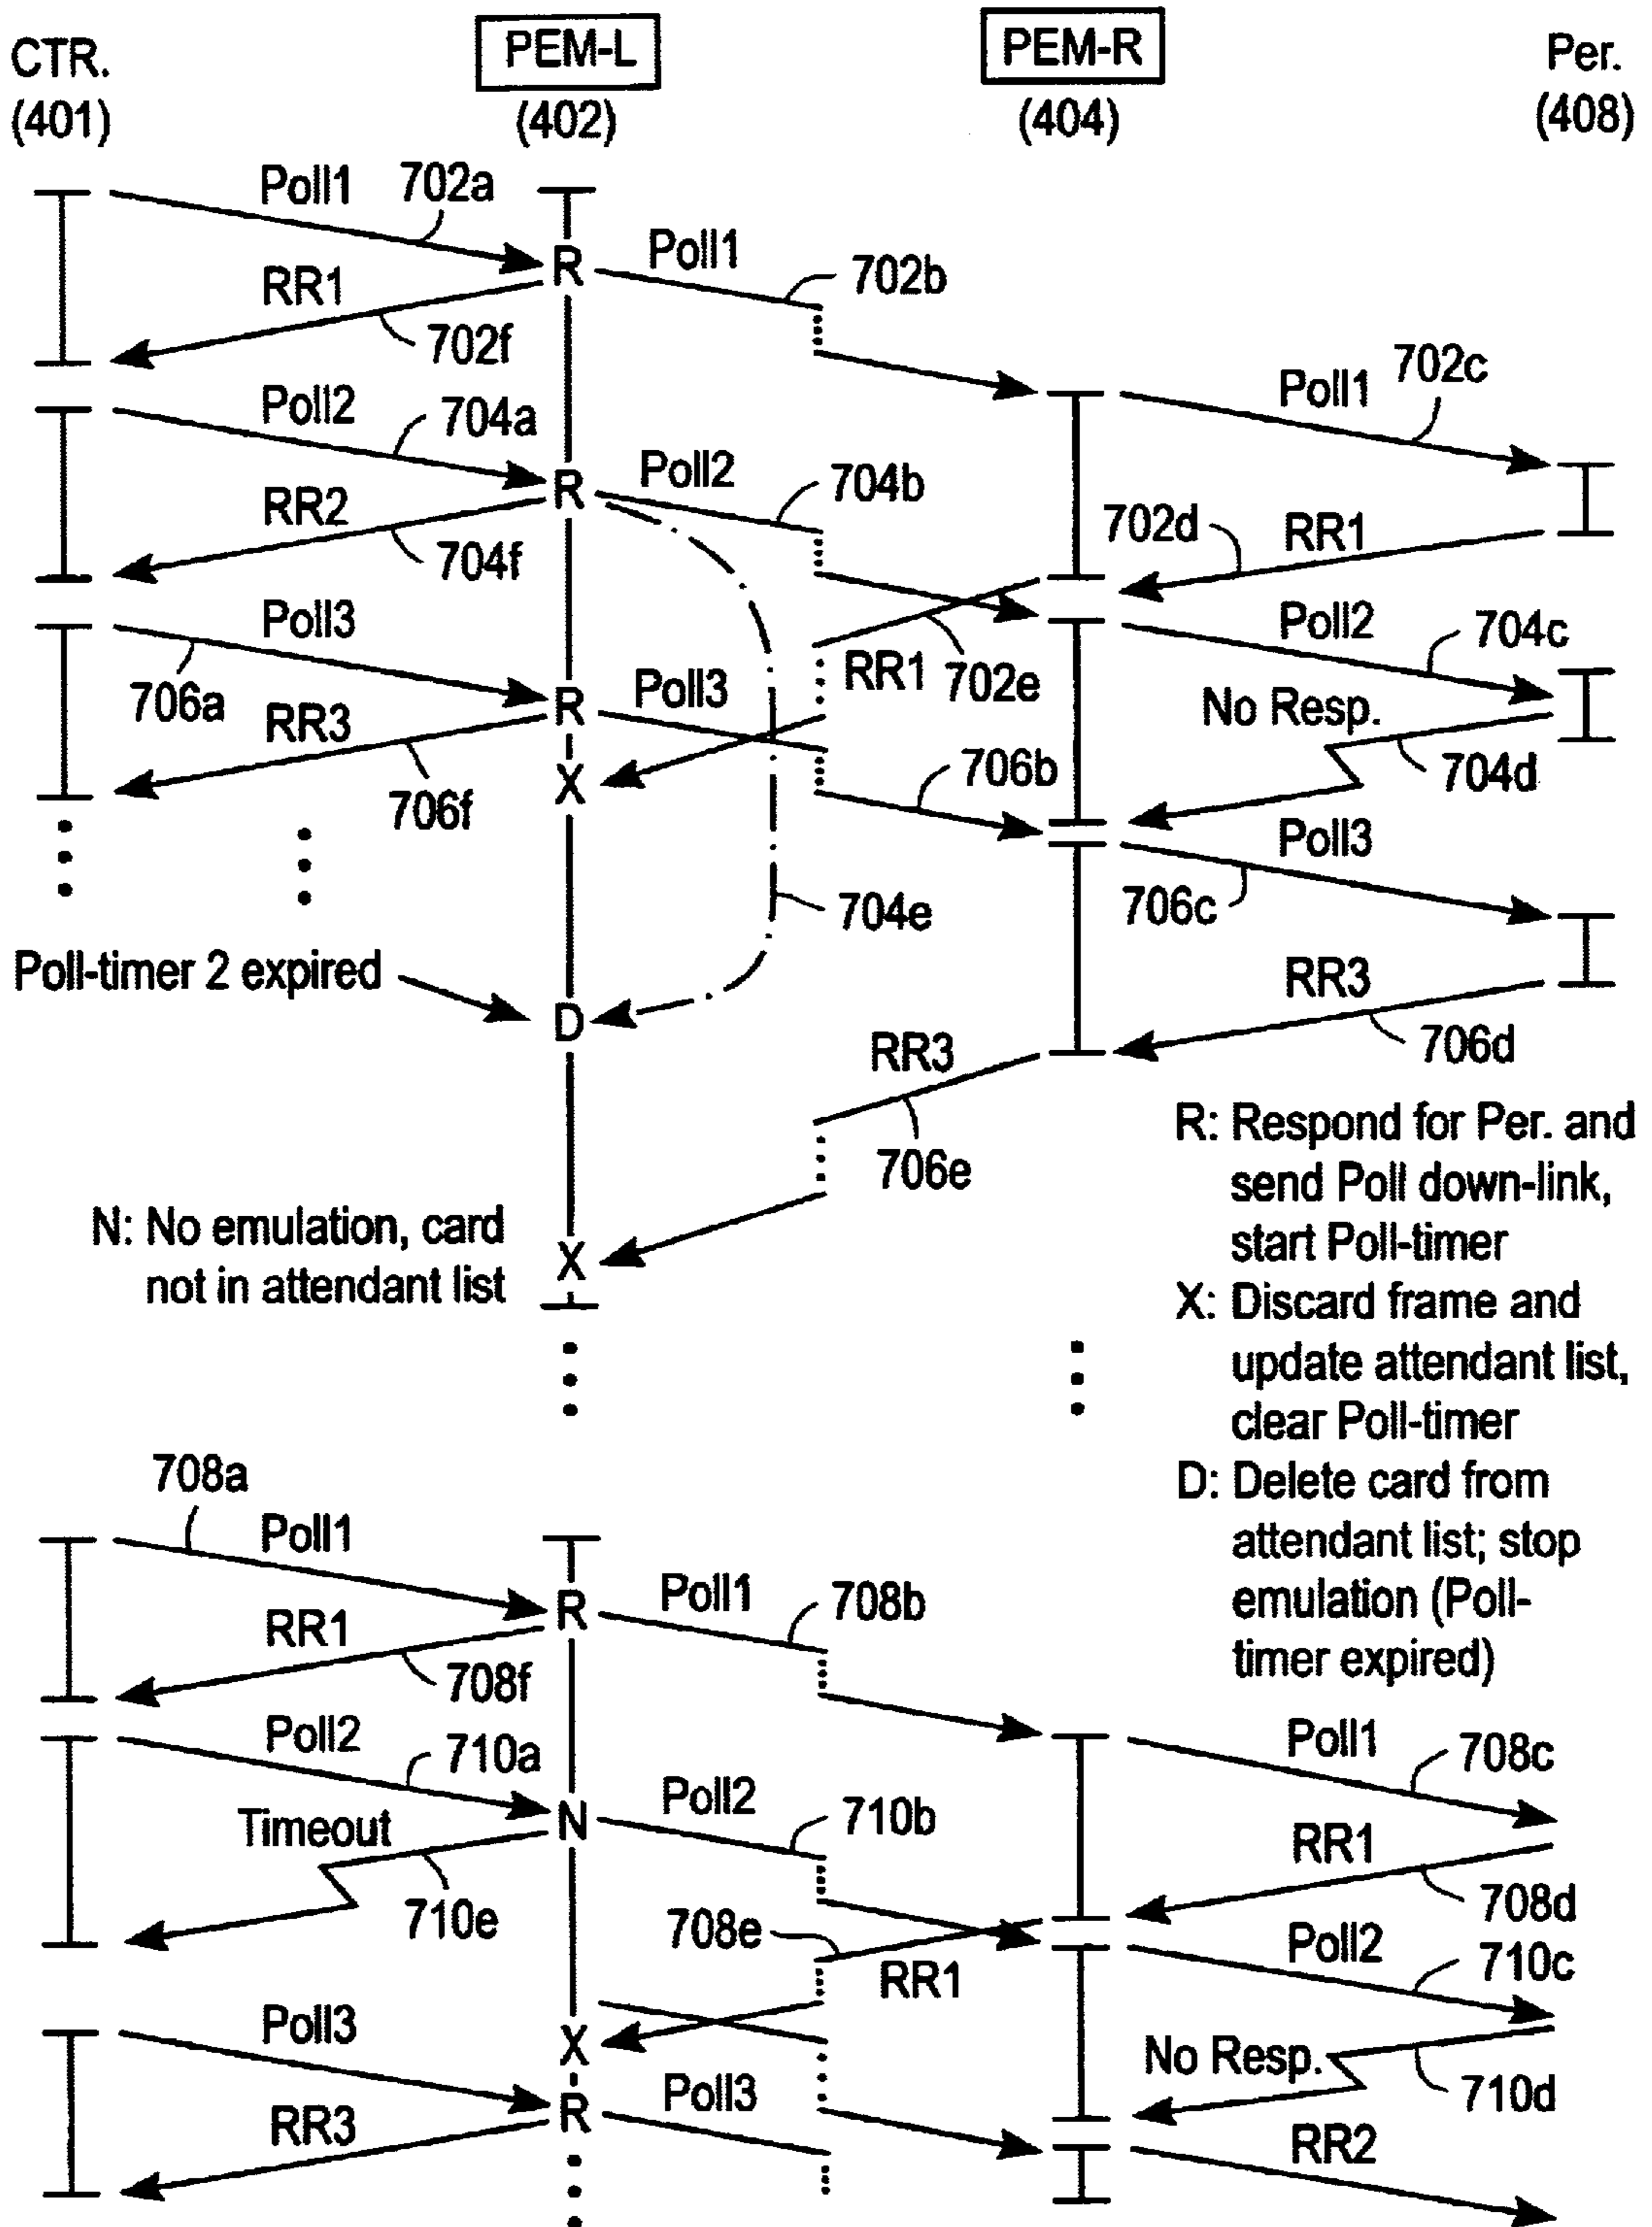 CTR.
(401)
PEM-L
(402)
PEM-R
(404)
Per.
(408)
Poll1
702a
Poll1
702b
RR1
702f
Poll1
702c
Poll2
704a
Poll2
704b
RR2
704f
702d
RR1
Poll3
706a
Poll3
RR1
702e
Poll2
704c
No Resp.
704d
RR3
706f
706b
Poll3
706c
704e
Poll-timer 2 expired
RR3
706d
RR3
706e
N: No emulation, card
not in attendant list
R: Respond for Per. and
send Poll down-link,
start Poll-timer
X: Discard frame and
update attendant list,
clear Poll-timer
D: Delete card from
attendant list; stop
emulation (Poll-
timer expired)
708a
Poll1
R
Poll1
708b
RR1
708f
Poll1
708c
Poll2
710a
N
Poll2
710b
Timeout
710e
RR1
708d
708e
RR1
Poll2
710c
Poll3
X
No Resp.
710d
R
Poll3
RR3
RR2
R
R
R
X
D
X